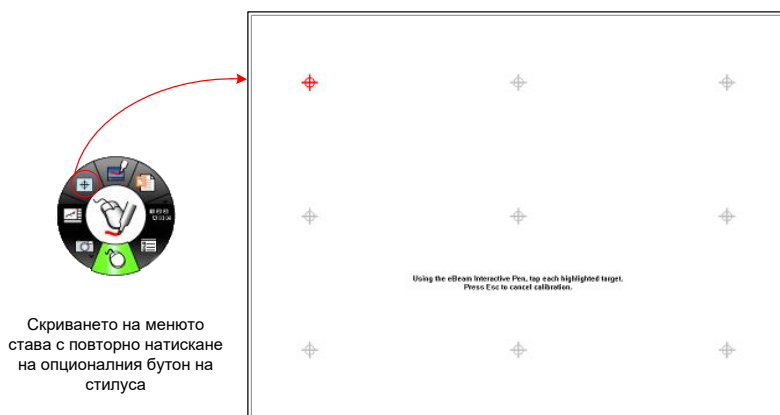 Using the eBeam Interactive Pen, tap each highlighted target.
Press Esc to cancel calibration.
Скриването на менюто
става с повторно натискане
на опционалния бутон на
стилуса